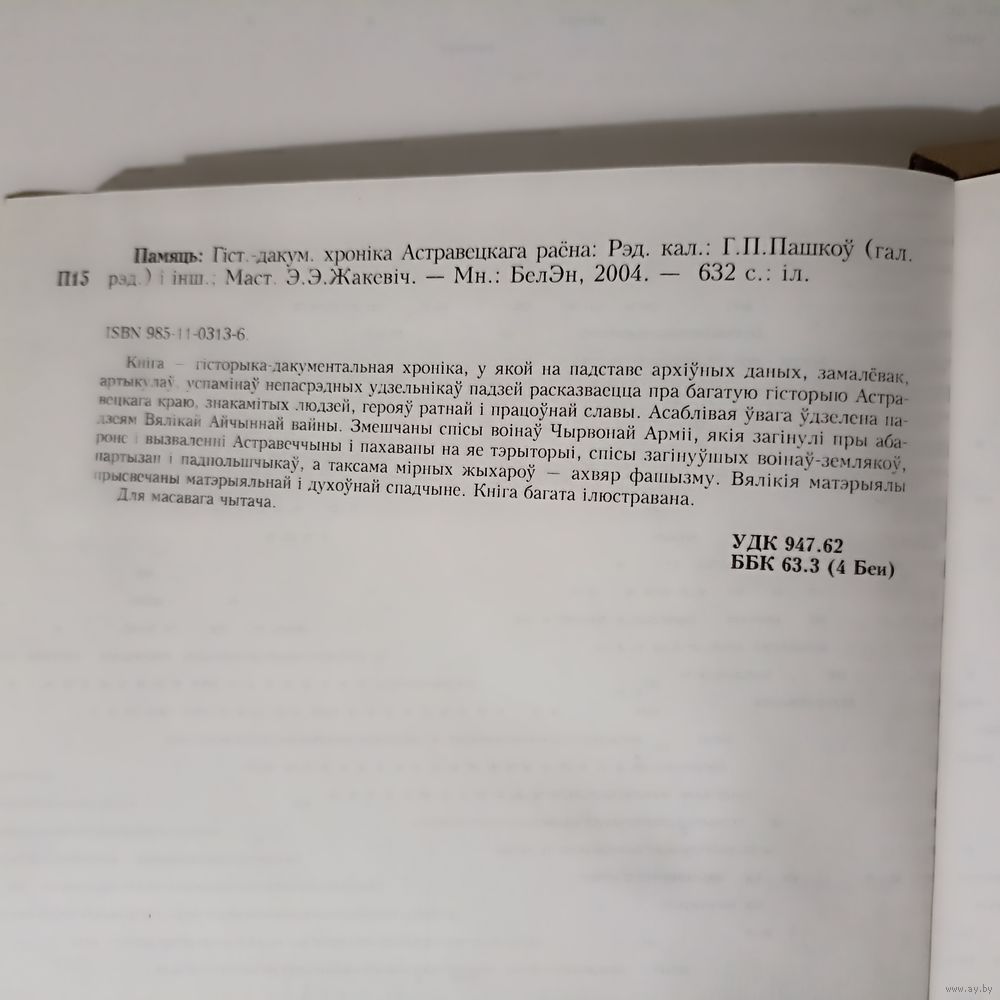 Памяць: Гіст.-дакум. хроніка Астравецкага раёна: Рэд. кал.: Г.П.Пашкоў (гал.
П15 рэд.) і інш.; Маст. Э.Э.Жакевіч. — Мн.: БелЭн, 2004. — 632 с.: іл.
ISBN 985-11-0313-6.
Кніга — гісторыка-дакументальная хроніка, у якой на падставе архіўных даных, замалёвак,
артыкулаў, успамінаў непасрэдных удзельнікаў падзей расказваецца пра багатую гісторыю Астра-
вецкага краю, знакамітых людзей, герояў ратнай і працоўнай славы. Асаблівая ўвага ўдзелена па-
дзеям Вялікай Айчыннай вайны. Змешчаны спісы воінаў Чырвонай Арміі, якія загінулі пры аба-
роне і вызваленні Астравеччыны і пахаваны на яе тэрыторыі, спісы загінуўшых воінаў-землякоў,
партызан і падпольшчыкаў, а таксама мірных жыхароў — ахвяр фашызму. Вялікія матэрыялы
прысвечаны матэрыяльнай і духоўнай спадчыне. Кніга багата ілюстравана.
Для масавага чытача.
УДК 947.62
ББК 63.3 (4 Беи)
www.ay.by